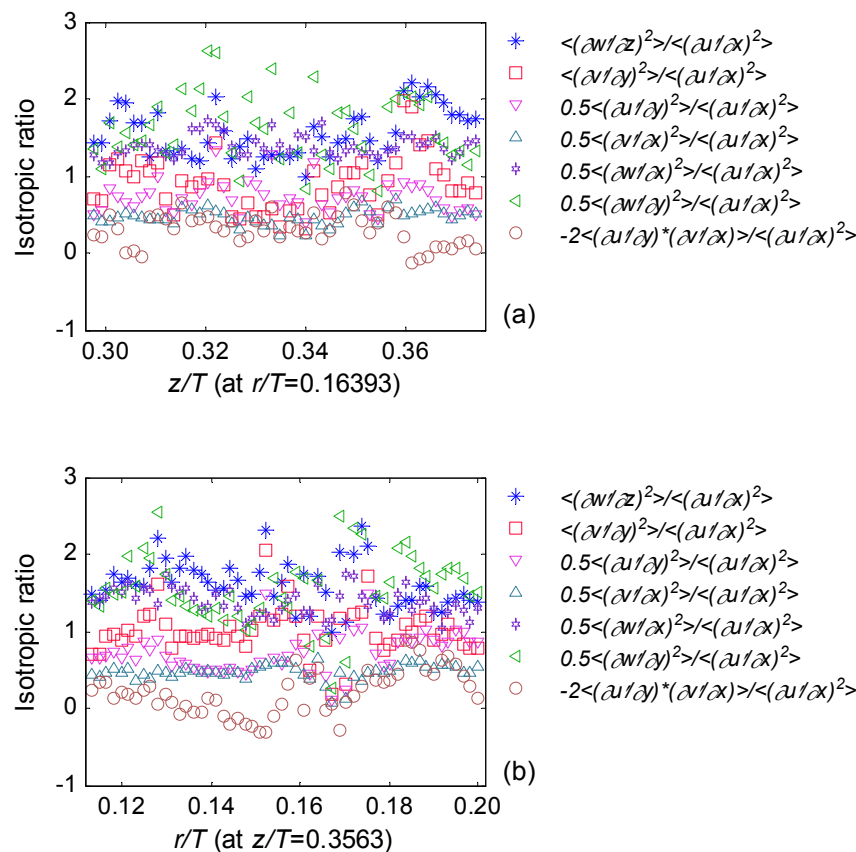 3
2
1
0
-1
Isotropic ratio
0.30 0.32 0.34 0.36
z/T (at r/T=0.16393)
(a)
<(∂w'/∂z)²>/<(∂u'/∂x)²>
<(∂v'/∂y)²>/<(∂u'/∂x)²>
0.5<(∂u'/∂y)²>/<(∂u'/∂x)²>
0.5<(∂v'/∂x)²>/<(∂u'/∂x)²>
0.5<(∂w'/∂x)²>/<(∂u'/∂x)²>
0.5<(∂w'/∂y)²>/<(∂u'/∂x)²>
-2<(∂u'/∂y)*(∂v'/∂x)>/<(∂u'/∂x)²>
3
2
1
0
-1
Isotropic ratio
0.12 0.14 0.16 0.18 0.20
r/T (at z/T=0.3563)
(b)
<(∂w'/∂z)²>/<(∂u'/∂x)²>
<(∂v'/∂y)²>/<(∂u'/∂x)²>
0.5<(∂u'/∂y)²>/<(∂u'/∂x)²>
0.5<(∂v'/∂x)²>/<(∂u'/∂x)²>
0.5<(∂w'/∂x)²>/<(∂u'/∂x)²>
0.5<(∂w'/∂y)²>/<(∂u'/∂x)²>
-2<(∂u'/∂y)*(∂v'/∂x)>/<(∂u'/∂x)²>